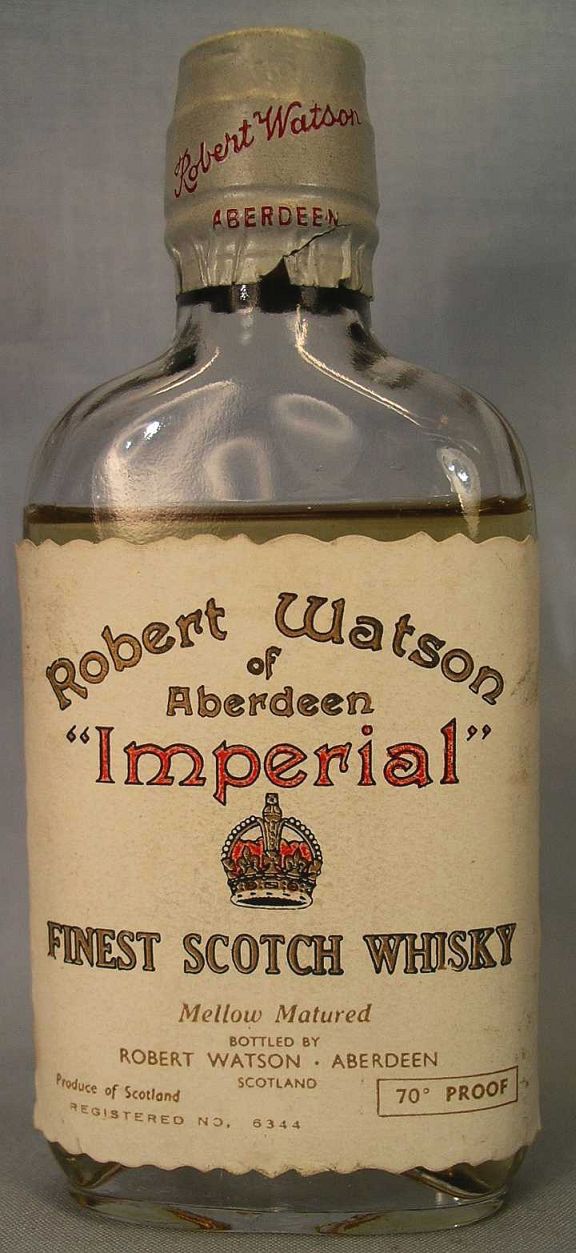 Robert Watson
ABERDEEN
Robert Watson
of
Aberdeen
"Imperial"
FINEST SCOTCH WHISKY
Mellow Matured
BOTTLED BY
ROBERT WATSON · ABERDEEN
SCOTLAND
Produce of Scotland
70° PROOF
REGISTERED NO. 6344